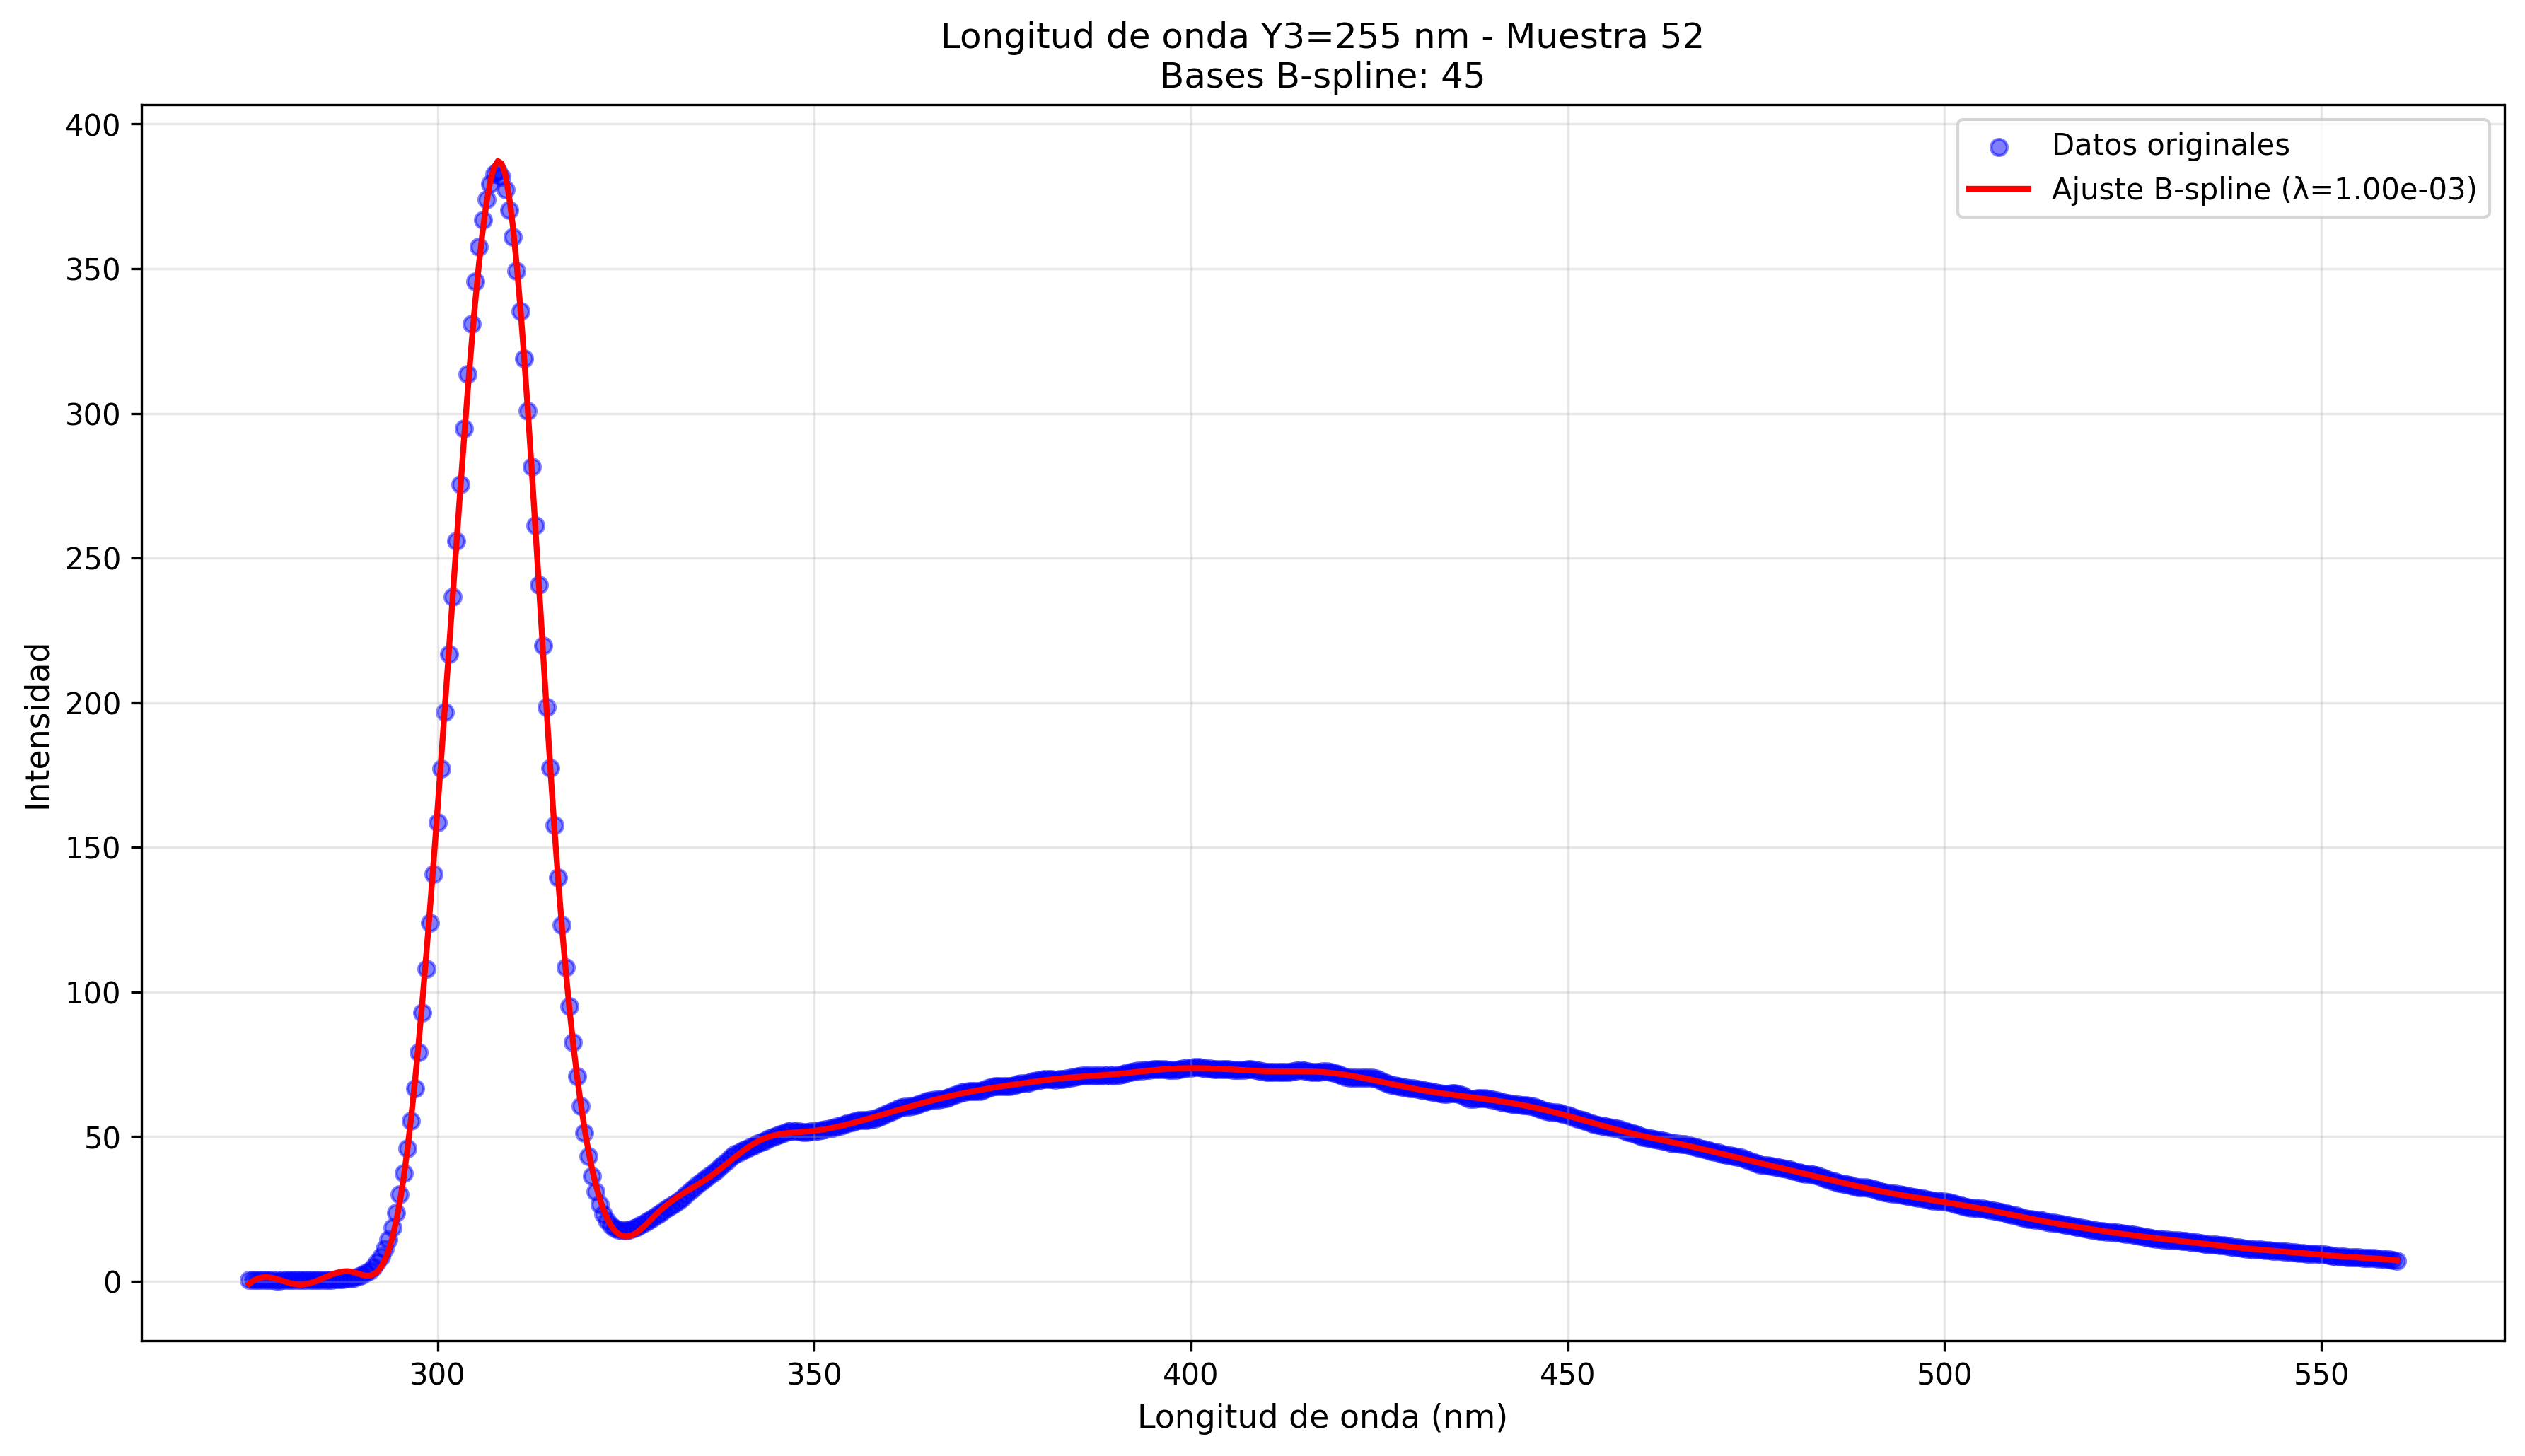 Longitud de onda Y3=255 nm - Muestra 52
Bases B-spline: 45
Datos originales
Ajuste B-spline (λ=1.00e-03)
Intensidad
400
350
300
250
200
150
100
50
0
300 350 400 450 500 550
Longitud de onda (nm)